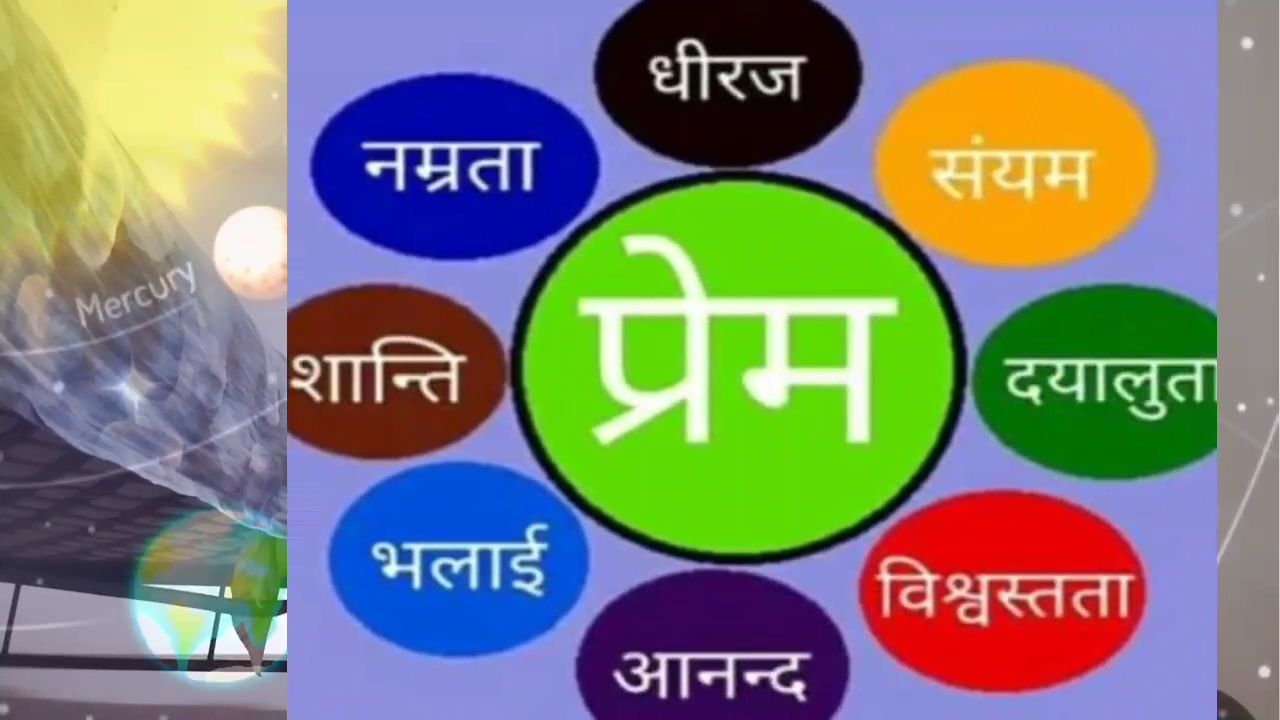 धीरज
नम्रता
संयम
Mercury
प्रेम
शान्ति
दयालुता
भलाई
विश्वस्तता
आनन्द